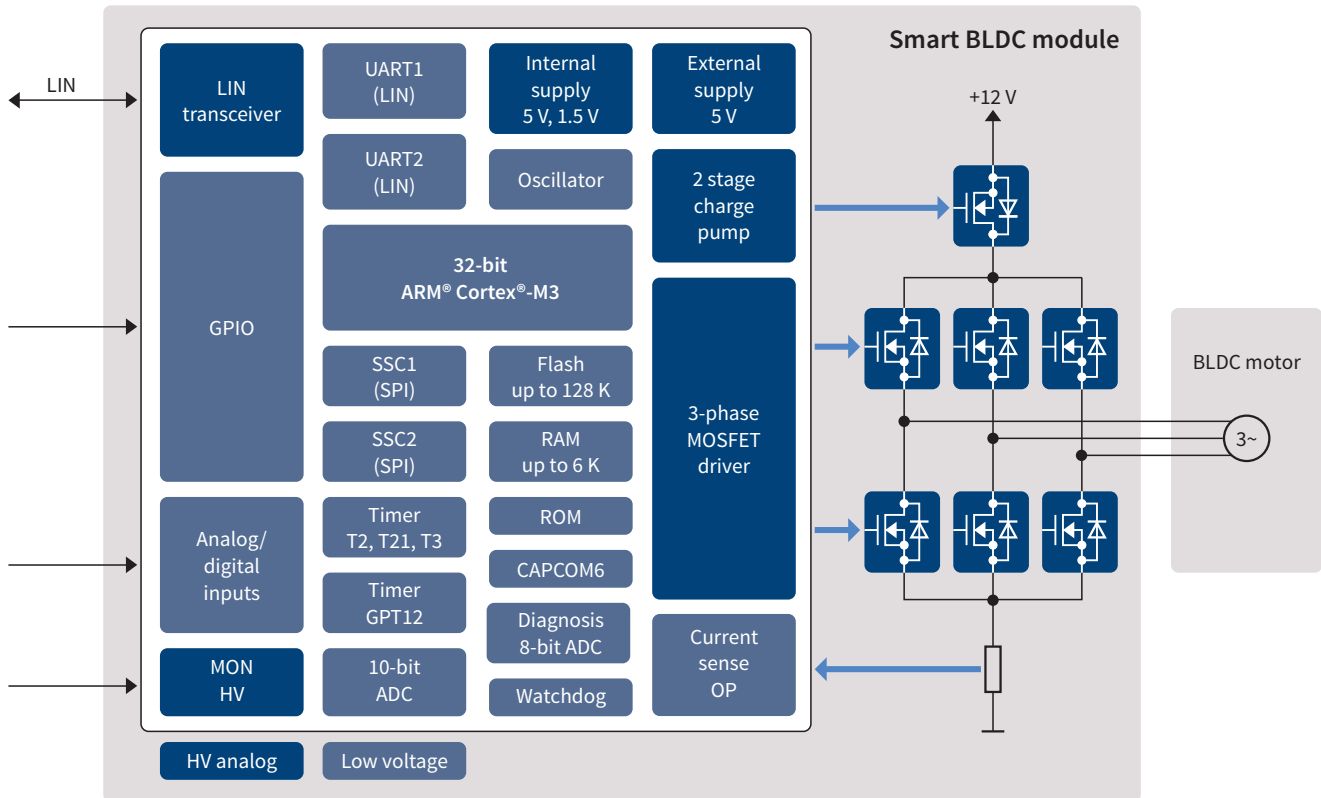 Smart BLDC module
LIN
LIN
transceiver
GPIO
Analog/
digital
inputs
MON
HV
UART1
(LIN)
UART2
(LIN)
Internal
supply
5 V, 1.5 V
Oscillator
External
supply
5 V
2 stage
charge
pump
32-bit
ARM® Cortex®-M3
SSC1
(SPI)
SSC2
(SPI)
Timer
T2, T21, T3
Timer
GPT12
10-bit
ADC
Flash
up to 128 K
RAM
up to 6 K
ROM
CAPCOM6
Diagnosis
8-bit ADC
Watchdog
3-phase
MOSFET
driver
Current
sense
OP
+12 V
BLDC motor
3~
HV analog
Low voltage